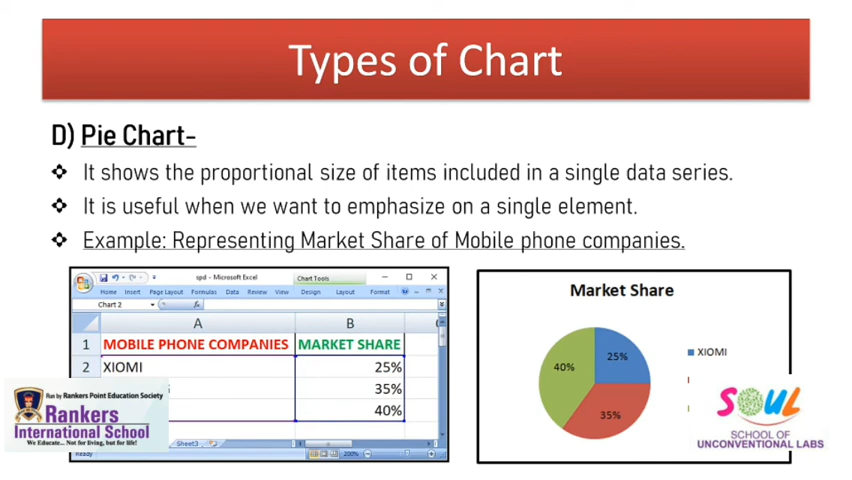 Types of Chart
D) Pie Chart-
It shows the proportional size of items included in a single data series.
It is useful when we want to emphasize on a single element.
Example: Representing Market Share of Mobile phone companies.
spd - Microsoft Excel
Chart Tools
Home Insert Page Layout Formulas Data Review View Design Layout Format
Chart 2
fx
A B
1 MOBILE PHONE COMPANIES MARKET SHARE
2 XIOMI 25%
35%
40%
Sheet3
Ready
200%
Run by Rankers Point Education Society
Rankers
International School
We Educate... Not for living, but for life!
Market Share
25%
35%
40%
XIOMI
SOUL
SCHOOL OF
UNCONVENTIONAL LABS